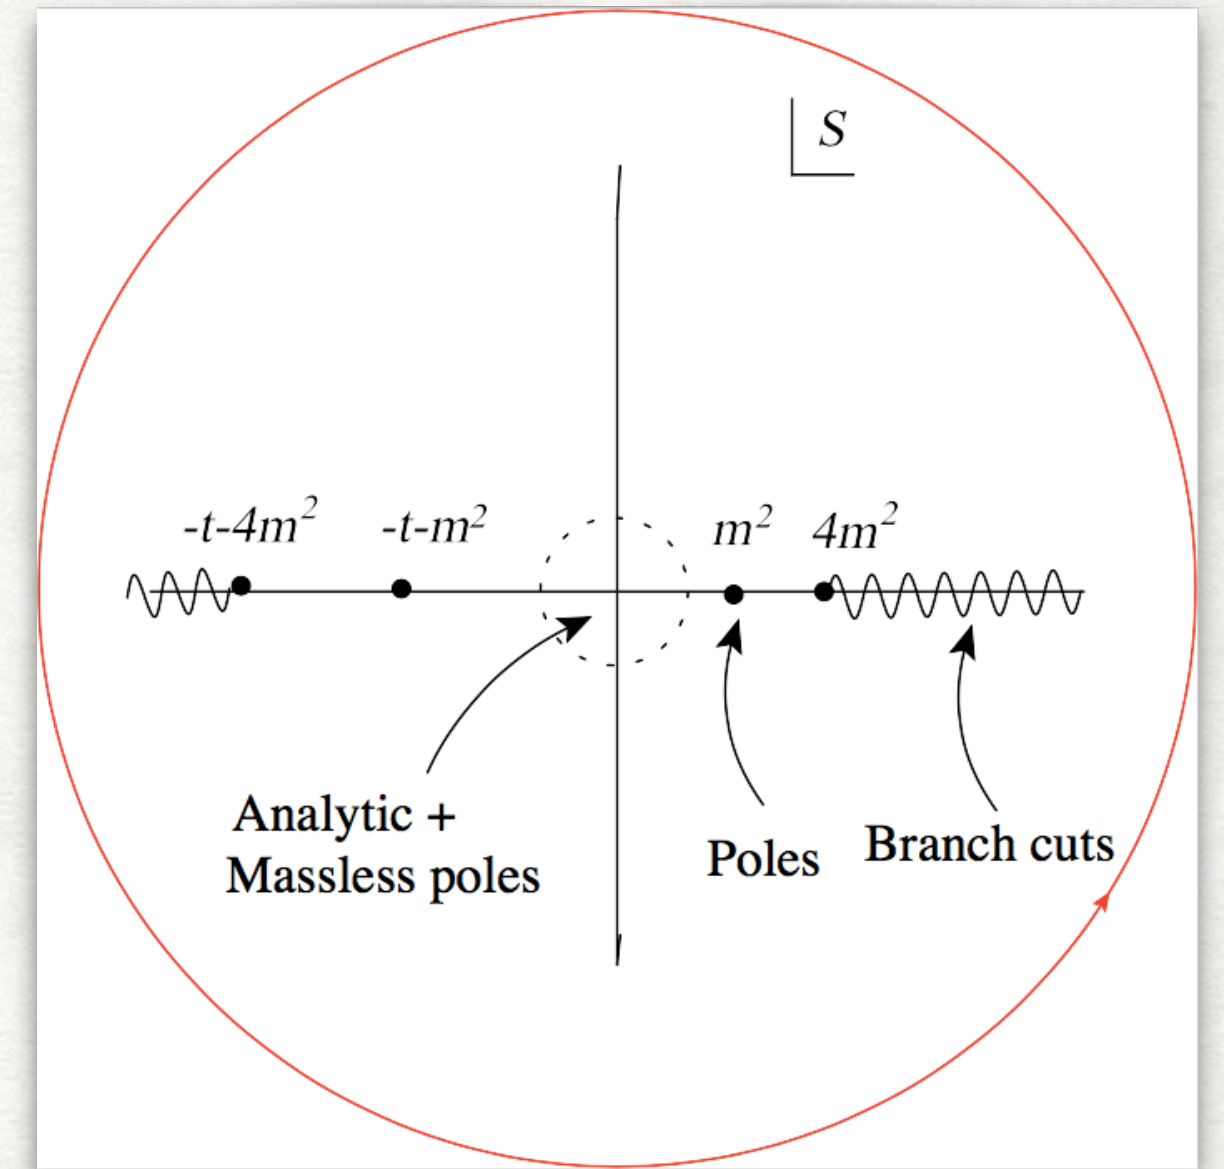 S
-t-4m²
-t-m²
m²
4m²
Analytic +
Massless poles
Poles
Branch cuts